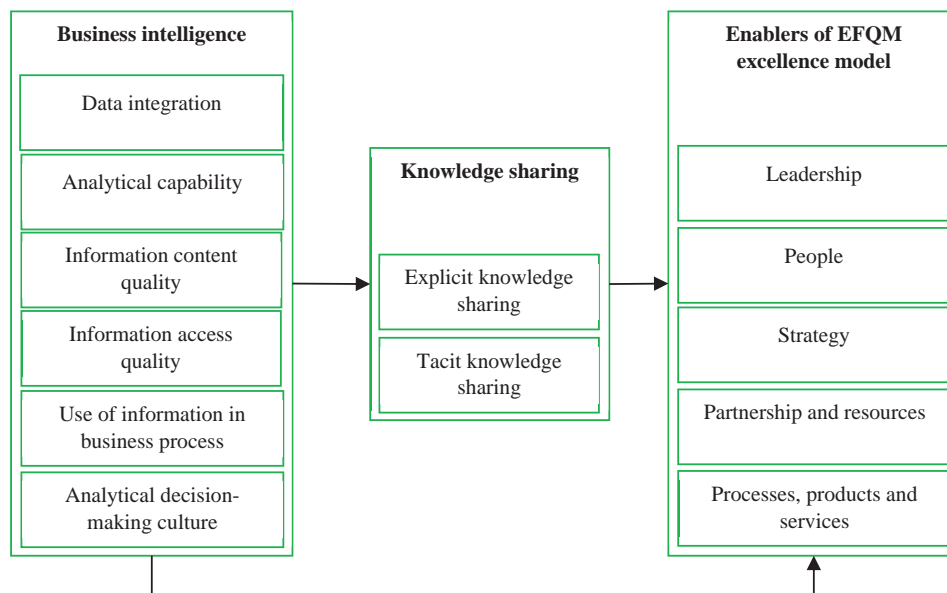 Business intelligence
Data integration
Analytical capability
Information content
quality
Information access
quality
Use of information in
business process
Analytical decision-
making culture
Knowledge sharing
Explicit knowledge
sharing
Tacit knowledge
sharing
Enablers of EFQM
excellence model
Leadership
People
Strategy
Partnership and resources
Processes, products and
services